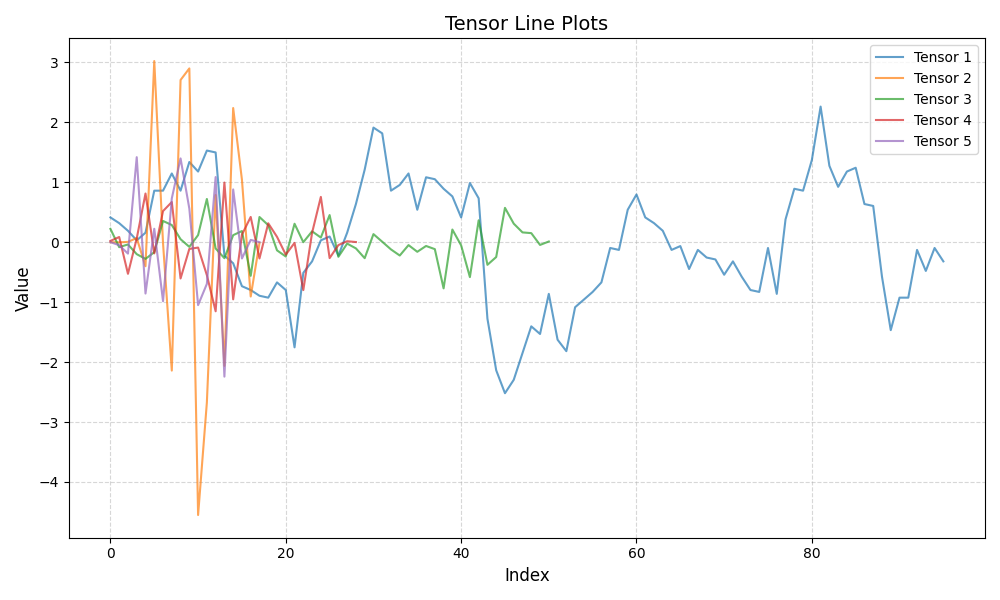 Tensor Line Plots
Tensor 1
Tensor 2
Tensor 3
Tensor 4
Tensor 5
3
2
1
0
−1
−2
−3
−4
Value
0 20 40 60 80
Index